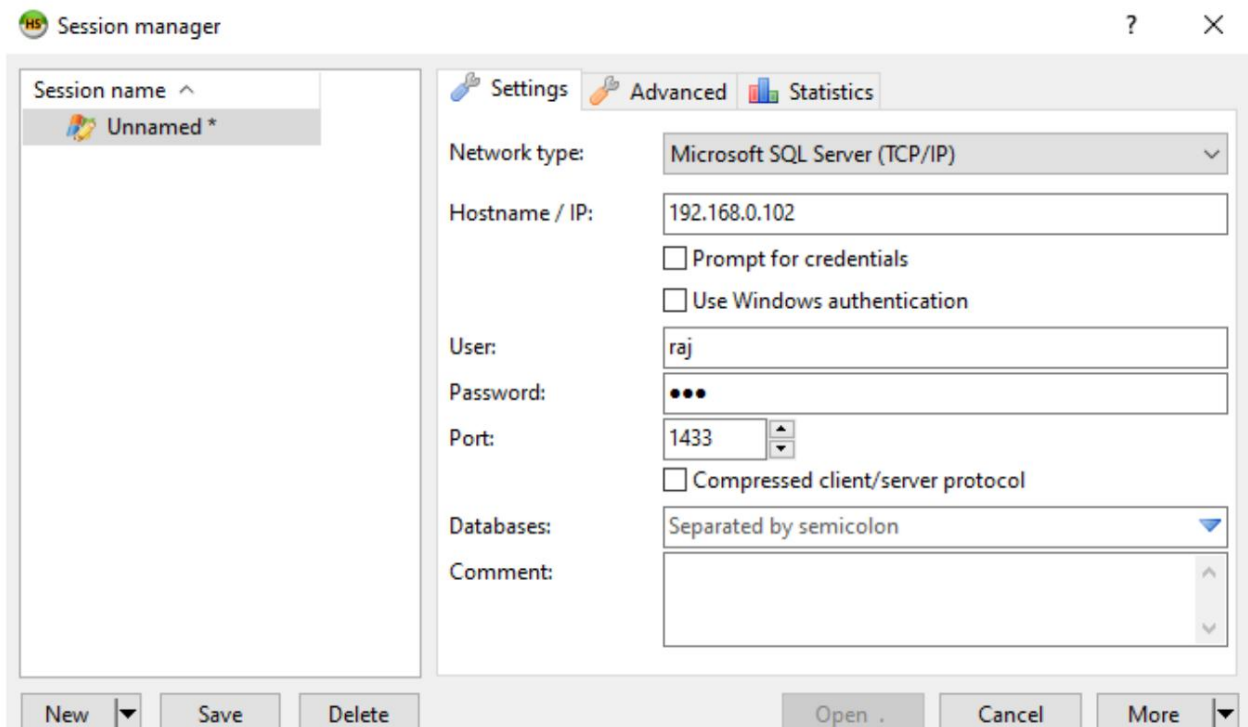 HS Session manager ? ×
Session name
Unnamed *
Settings Advanced Statistics
Network type: Microsoft SQL Server (TCP/IP)
Hostname / IP: 192.168.0.102
Prompt for credentials
Use Windows authentication
User: raj
Password: •••
Port: 1433
Compressed client/server protocol
Databases: Separated by semicolon
Comment:
New Save Delete Open . Cancel More